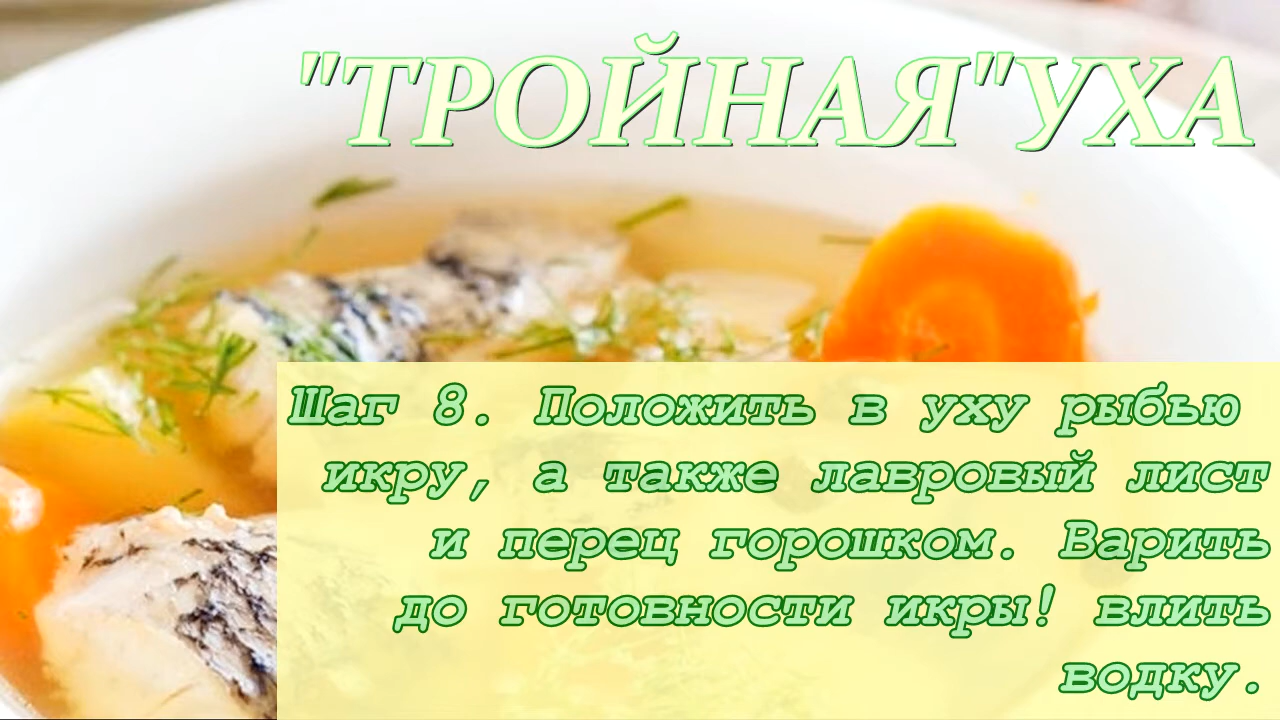 "ТРОЙНАЯ"УХА
Шаг 8. Положить в уху рыбью
икру, а также лавровый лист
и перец горошком. Варить
до готовности икры! влить
водку.